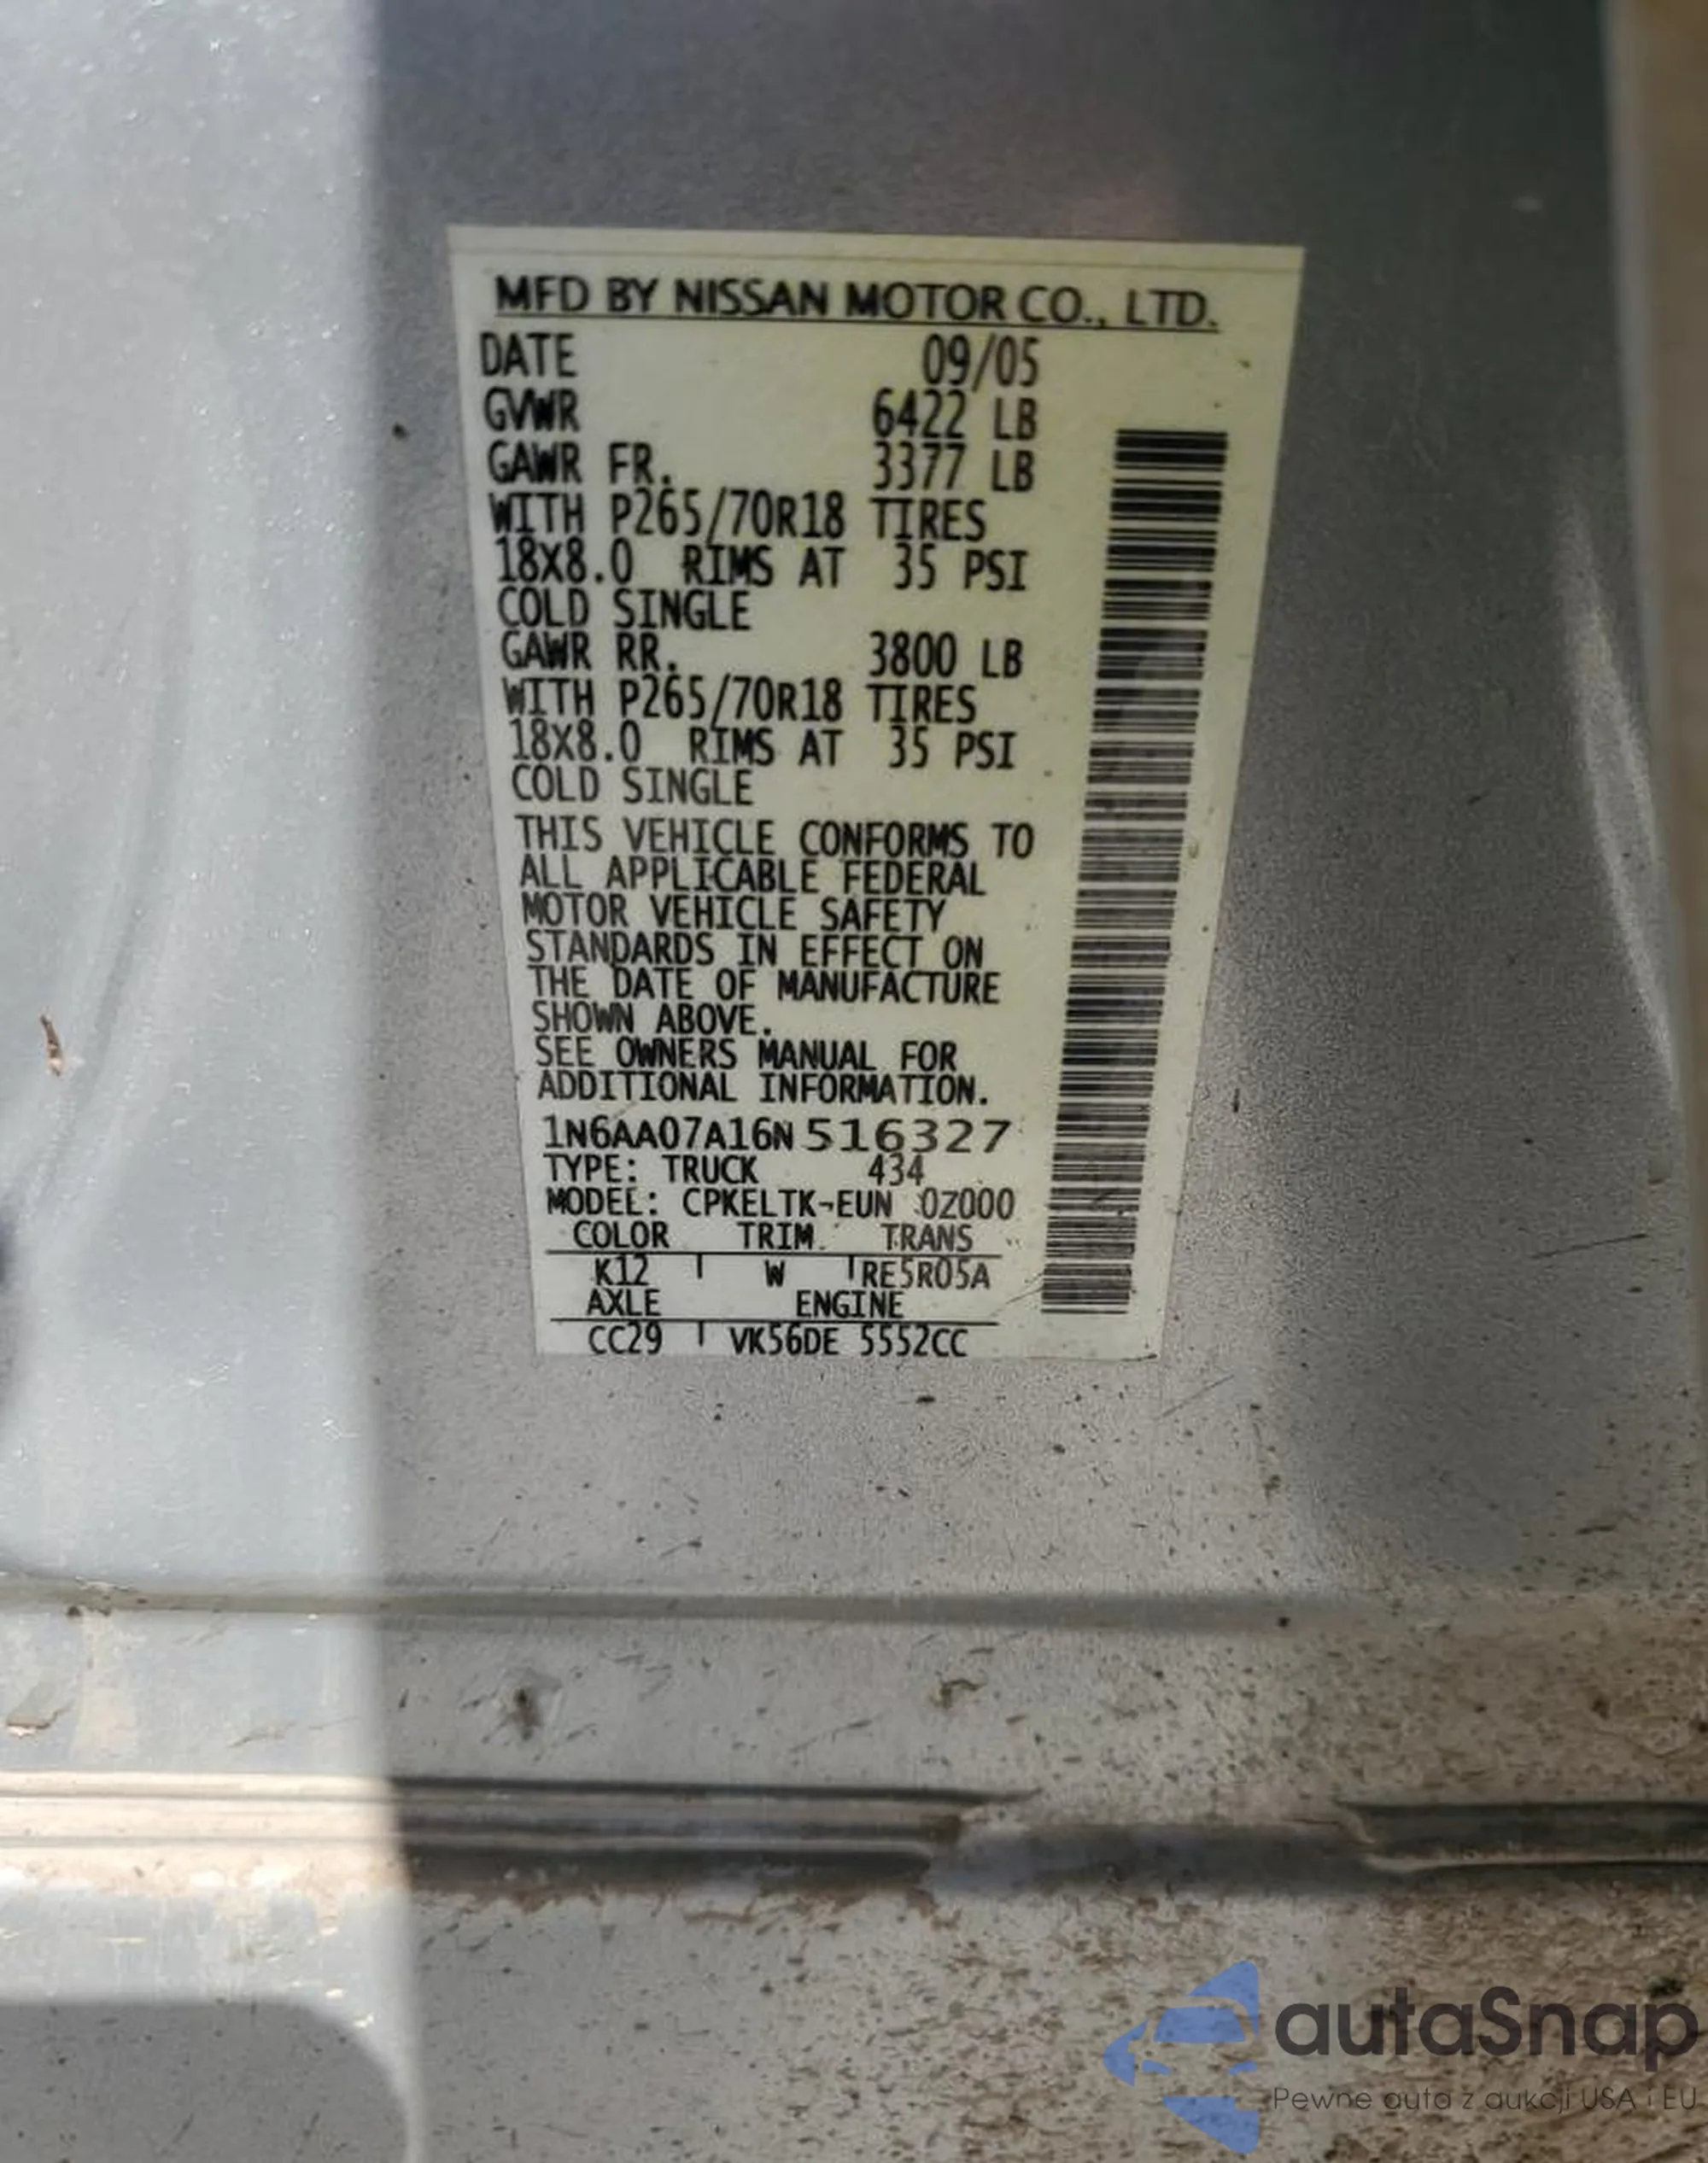 MFD BY NISSAN MOTOR CO., LTD.
DATE 09/05
GVWR 6422 LB
GAWR FR. 3377 LB
WITH P265/70R18 TIRES
18X8.0 RIMS AT 35 PSI
COLD SINGLE
GAWR RR. 3800 LB
WITH P265/70R18 TIRES
18X8.0 RIMS AT 35 PSI
COLD SINGLE
THIS VEHICLE CONFORMS TO
ALL APPLICABLE FEDERAL
MOTOR VEHICLE SAFETY
STANDARDS IN EFFECT ON
THE DATE OF MANUFACTURE
SHOWN ABOVE.
SEE OWNERS MANUAL FOR
ADDITIONAL INFORMATION.
1N6AA07A16N516327
TYPE: TRUCK 434
MODEL: CPKELTK-EUN 0Z000
COLOR TRIM TRANS
K12 W RE5R05A
AXLE ENGINE
CC29 VK56DE 5552CC
autaSnap
Pewne auta z aukcji USA i EU